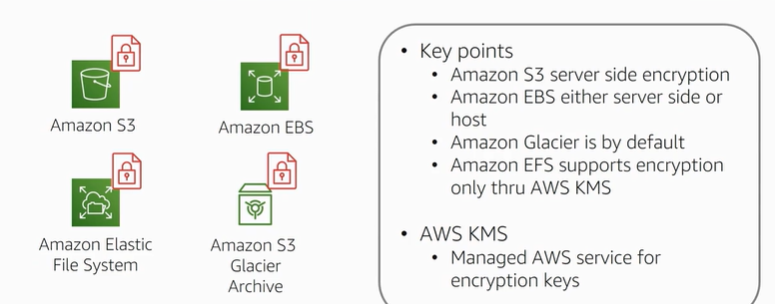 Amazon S3
Amazon EBS
Amazon Elastic
File System
Amazon S3
Glacier
Archive
• Key points
• Amazon S3 server side encryption
• Amazon EBS either server side or
host
• Amazon Glacier is by default
• Amazon EFS supports encryption
only thru AWS KMS
• AWS KMS
• Managed AWS service for
encryption keys